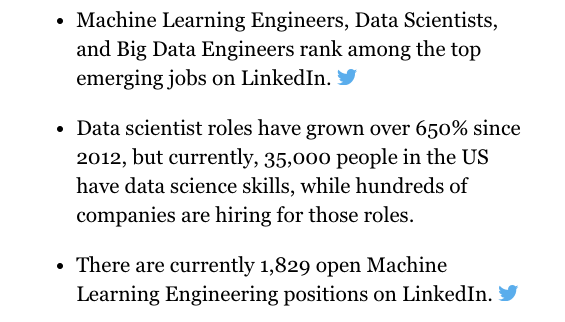 • Machine Learning Engineers, Data Scientists,
and Big Data Engineers rank among the top
emerging jobs on LinkedIn.
• Data scientist roles have grown over 650% since
2012, but currently, 35,000 people in the US
have data science skills, while hundreds of
companies are hiring for those roles.
• There are currently 1,829 open Machine
Learning Engineering positions on LinkedIn.